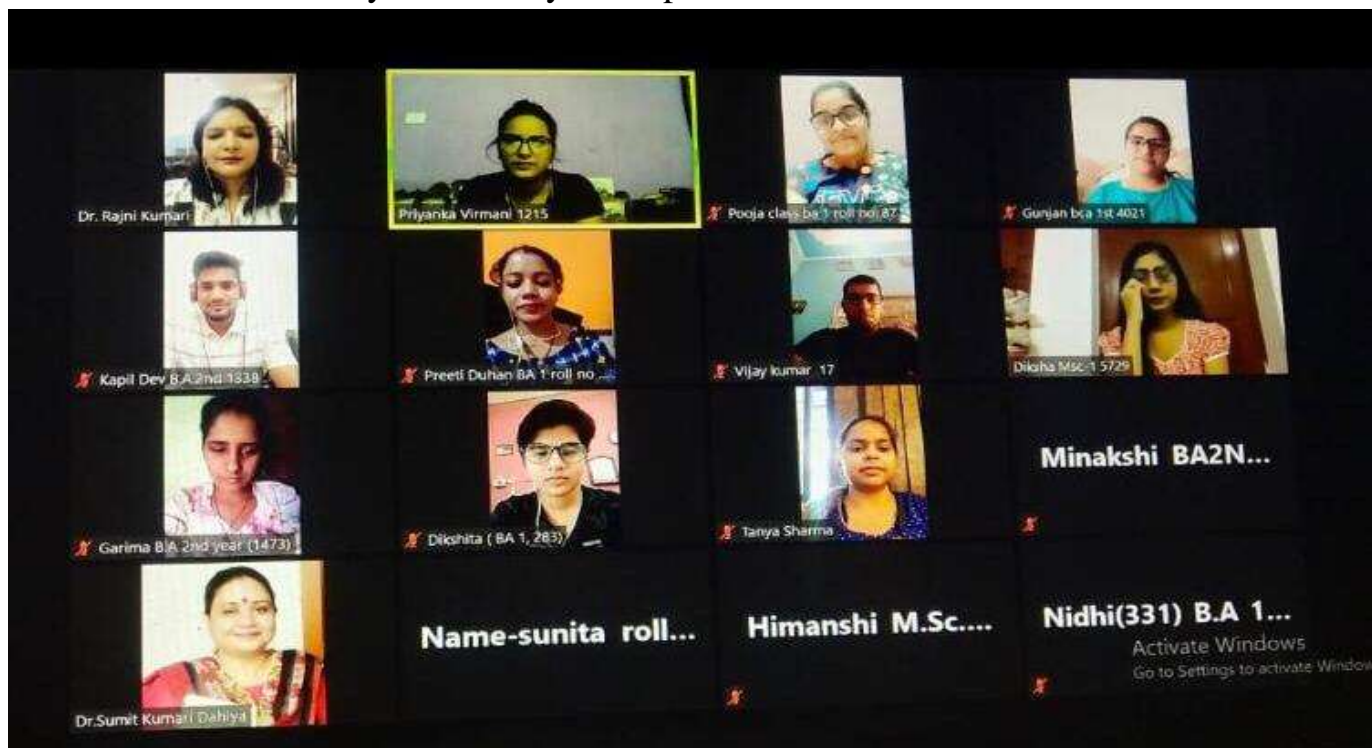 Dr. Rajni Kumari
Priyanka Virmani 1215
Pooja class ba 1 roll no. 87
Gunjan bca 1st 4021
Kapil Dev B.A 2nd 1338
Preeti Duhan BA 1 roll no ...
Vijay kumar 17
Diksha Msc-1 5729
Garima B.A 2nd year (1473)
Dikshita ( BA 1, 283)
Tanya Sharma
Minakshi BA2N...
Dr.Sumit Kumari Dahiya
Name-sunita roll...
Himanshi M.Sc....
Nidhi(331) B.A 1...
Activate Windows
Go to Settings to activate Window